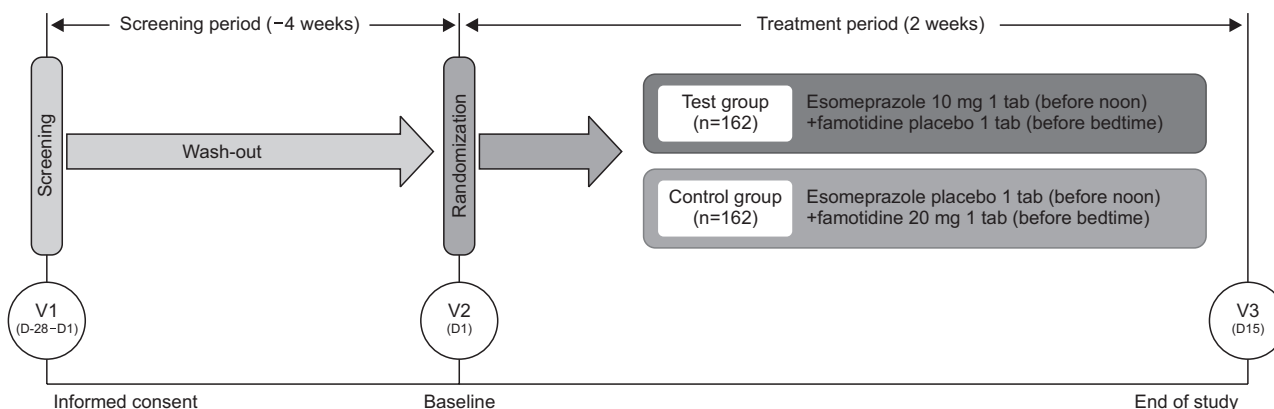 Screening period (−4 weeks)
Treatment period (2 weeks)
Screening
Wash-out
Randomization
Test group
(n=162)
Esomeprazole 10 mg 1 tab (before noon)
+famotidine placebo 1 tab (before bedtime)
Control group
(n=162)
Esomeprazole placebo 1 tab (before noon)
+famotidine 20 mg 1 tab (before bedtime)
V1
(D-28−D1)
V2
(D1)
V3
(D15)
Informed consent
Baseline
End of study